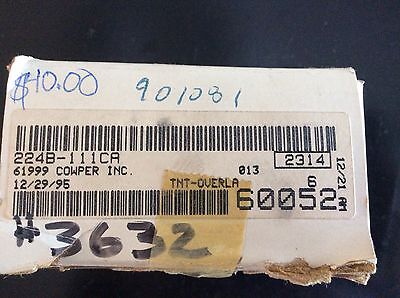 $40.00
901081
224B-111CA
2314
61999 COWPER INC.
013
6
12/29/95
TNT-OVERLA
60052
12/21 AM
#3632